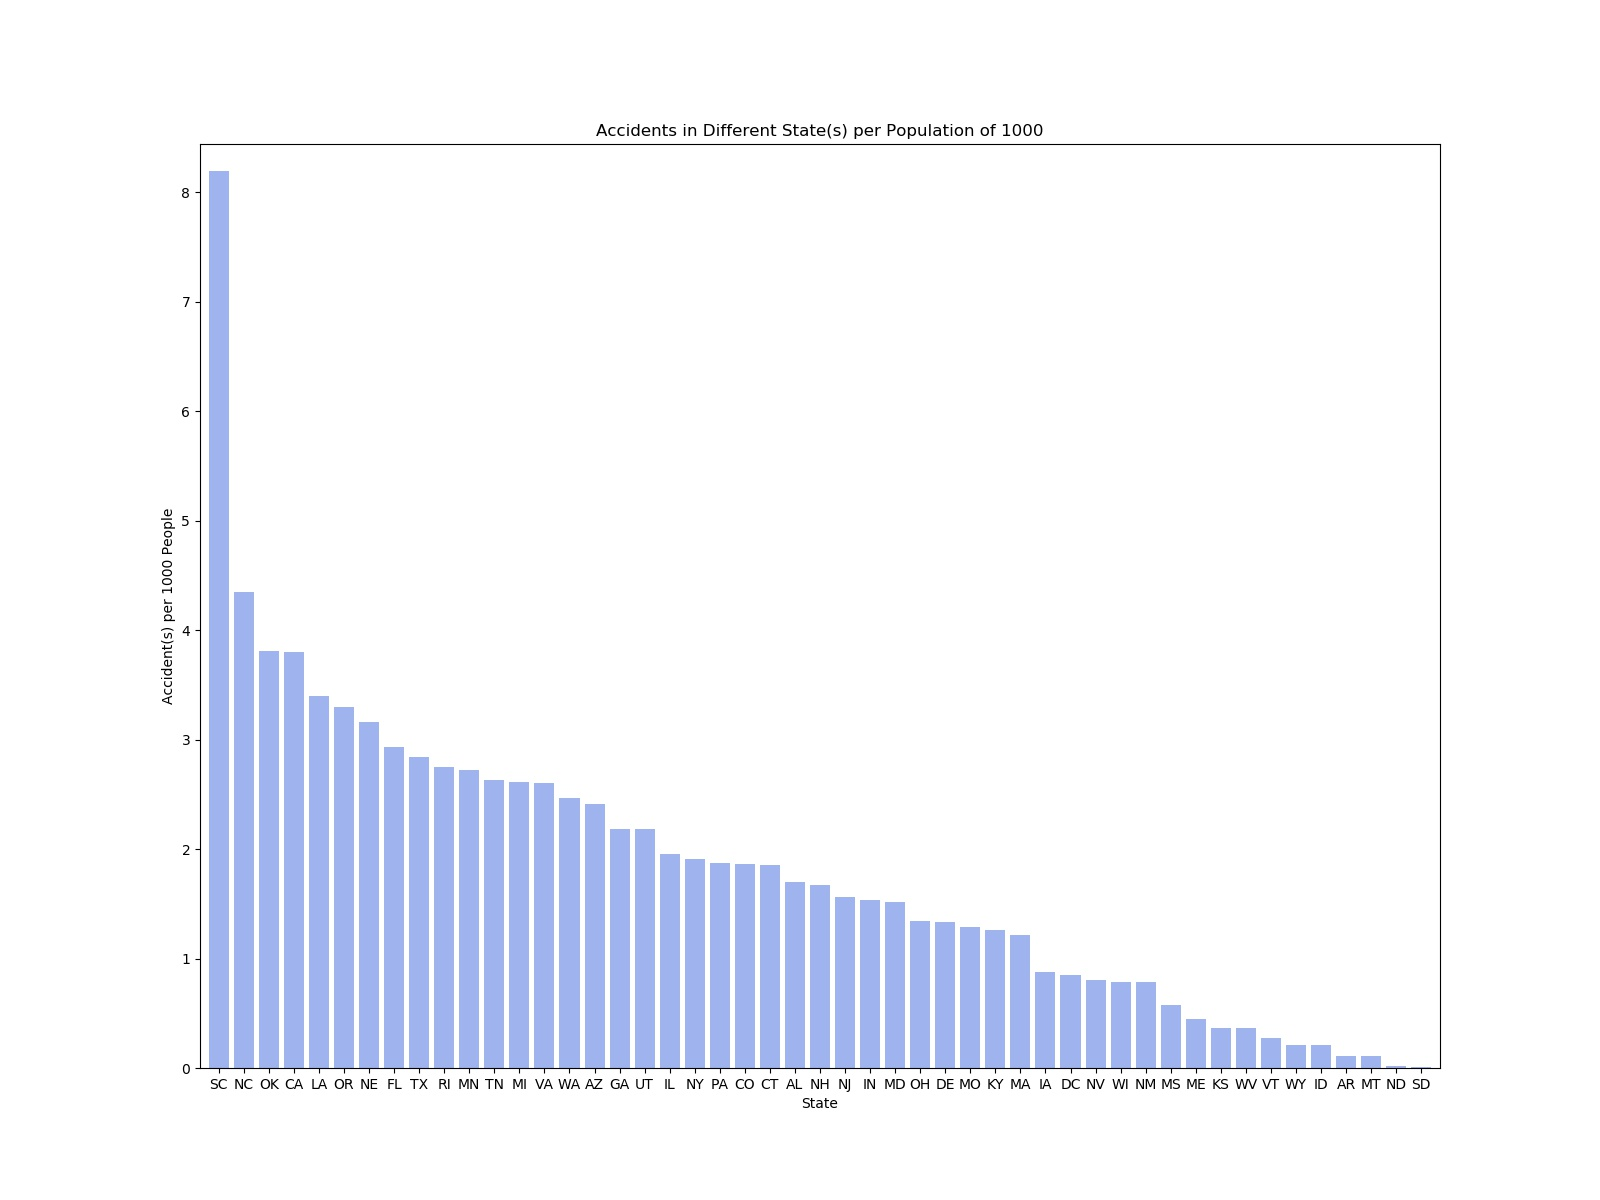 Accidents in Different State(s) per Population of 1000
Accident(s) per 1000 People
8
7
6
5
4
3
2
1
0
SC NC OK CA LA OR NE FL TX RI MN TN MI VA WA AZ GA UT IL NY PA CO CT AL NH NJ IN MD OH DE MO KY MA IA DC NV WI NM MS ME KS WV VT WY ID AR MT ND SD
State